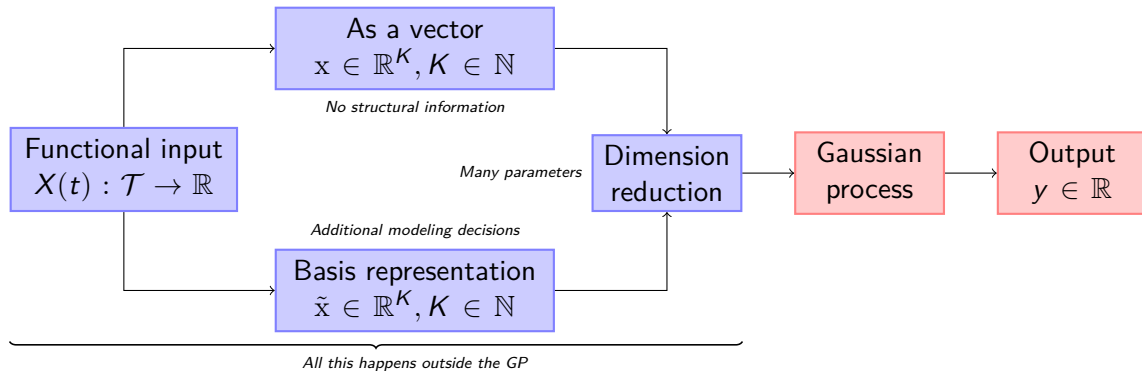 As a vector
x ∈ ℝ^K, K ∈ ℕ
No structural information
Functional input
X(t) : 𝒯 → ℝ
Many parameters
Dimension
reduction
Gaussian
process
Output
y ∈ ℝ
Additional modeling decisions
Basis representation
x̃ ∈ ℝ^K, K ∈ ℕ
All this happens outside the GP